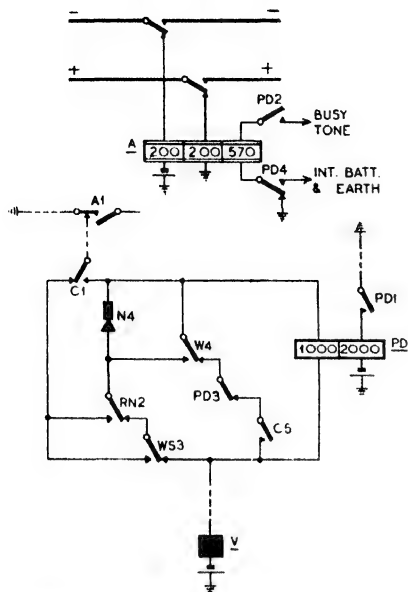 −
−
+
+
PD2
BUSY
TONE
A
200 200 570
PD4
INT. BATT.
& EARTH
A1
C1
N4
PD1
W4
1000 2000 PD
PD3
RN2
C5
WS3
V